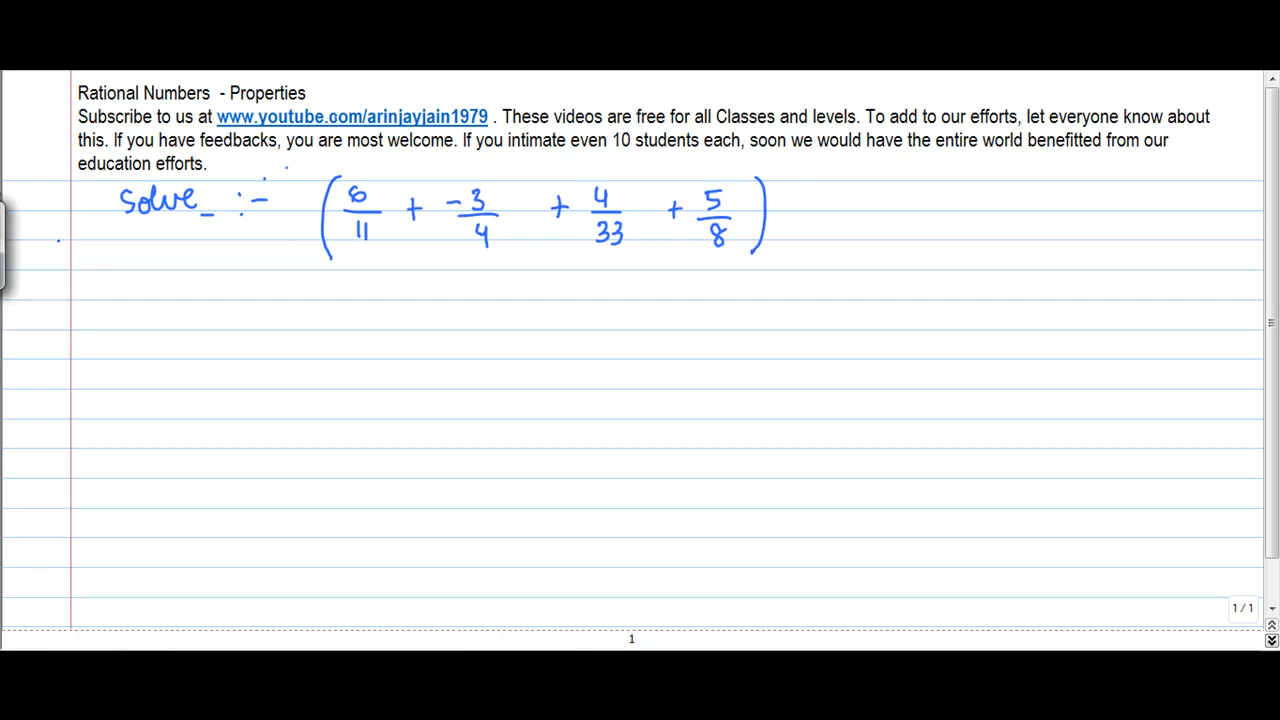 Rational Numbers - Properties
Subscribe to us at www.youtube.com/arinjayjain1979 . These videos are free for all Classes and levels. To add to our efforts, let everyone know about
this. If you have feedbacks, you are most welcome. If you intimate even 10 students each, soon we would have the entire world benefitted from our
education efforts.
Solve :- (6/11 + -3/4 + 4/33 + 5/8)
1 / 1
1